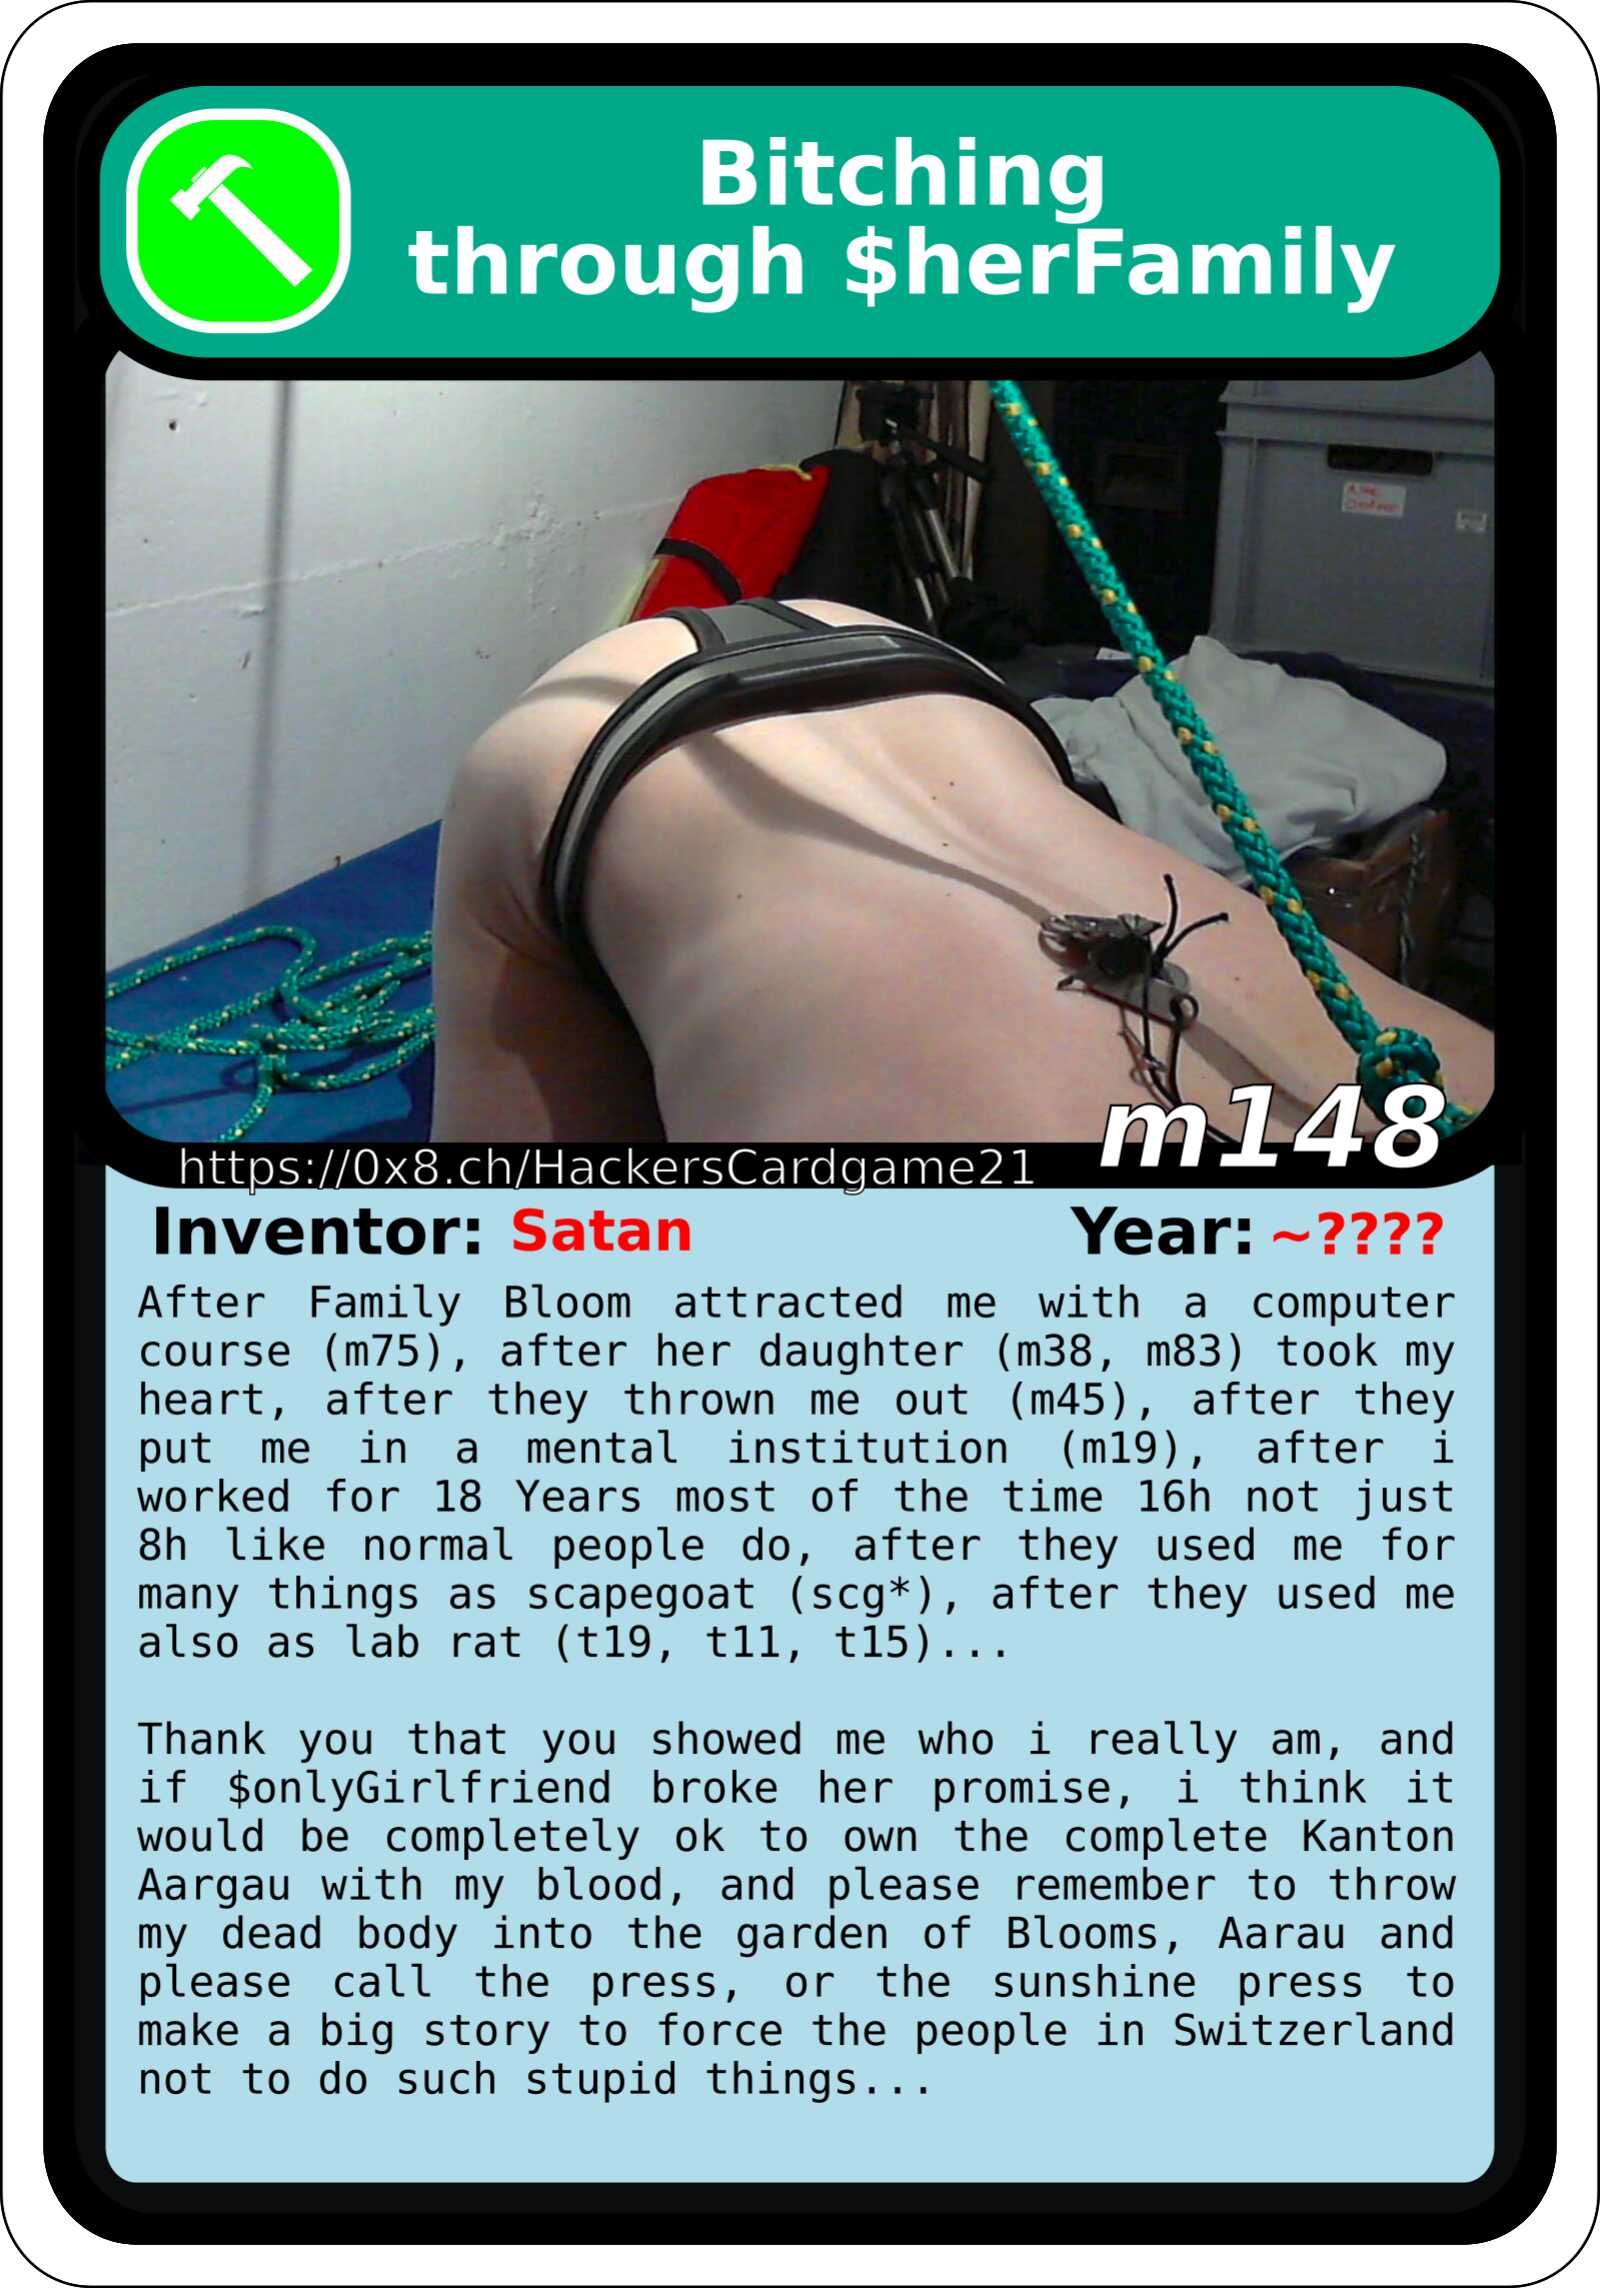 Bitching
through $herFamily
https://0x8.ch/HackersCardgame21
m148
Inventor: Satan
Year: ~????
After Family Bloom attracted me with a computer
course (m75), after her daughter (m38, m83) took my
heart, after they thrown me out (m45), after they
put me in a mental institution (m19), after i
worked for 18 Years most of the time 16h not just
8h like normal people do, after they used me for
many things as scapegoat (scg*), after they used me
also as lab rat (t19, t11, t15)...
Thank you that you showed me who i really am, and
if $onlyGirlfriend broke her promise, i think it
would be completely ok to own the complete Kanton
Aargau with my blood, and please remember to throw
my dead body into the garden of Blooms, Aarau and
please call the press, or the sunshine press to
make a big story to force the people in Switzerland
not to do such stupid things...